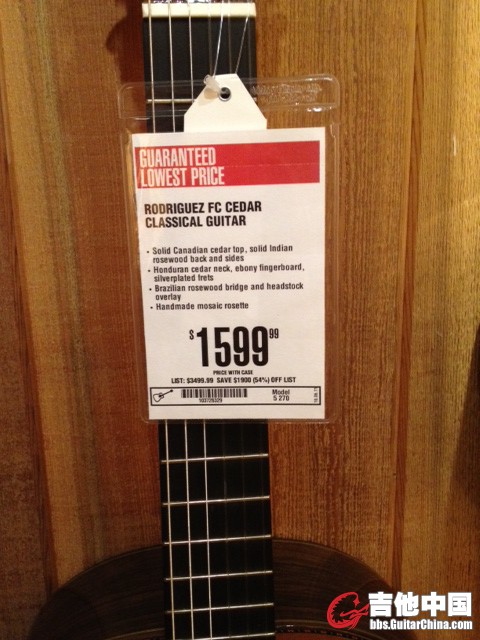 GUARANTEED
LOWEST PRICE
RODRIGUEZ FC CEDAR
CLASSICAL GUITAR
• Solid Canadian cedar top, solid Indian
rosewood back and sides
• Honduran cedar neck, ebony fingerboard,
silverplated frets
• Brazilian rosewood bridge and headstock
overlay
• Handmade mosaic rosette
$1599.99
PRICE WITH CASE
LIST: $3499.99 SAVE $1900 (54%) OFF LIST
Model
S 270
103729329
吉他中国
bbs.GuitarChina.com